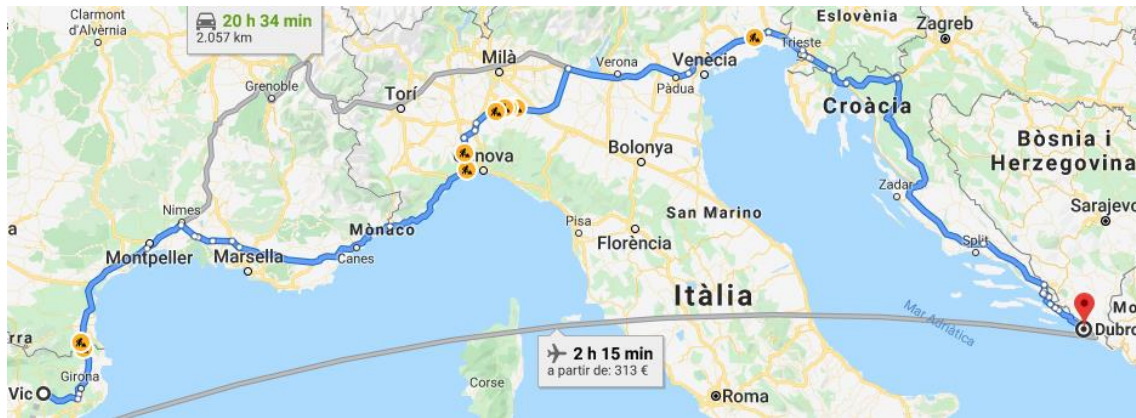 Clarmont
d'Alvèrnia
20 h 34 min
2.057 km
Eslovènia
Zagreb
Trieste
Milà
Verona
Venècia
Pàdua
Grenoble
Torí
Croàcia
Bòsnia i
Herzegovina
Bolonya
Zadar
Sarajevo
Nimes
Mònaco
Pisa
San Marino
Florència
Montpeller
Marsella
Canes
Split
Itàlia
Mar Adriàtica
2 h 15 min
a partir de: 313 €
Girona
Vic
Corse
Roma